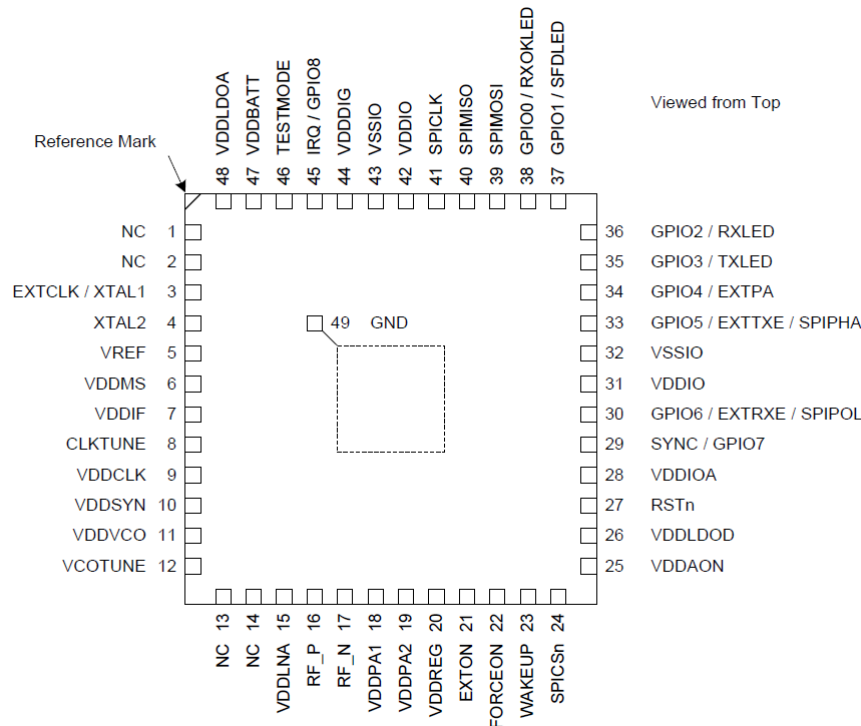 Viewed from Top
Reference Mark
48 VDDLDOA
47 VDDBATT
46 TESTMODE
45 IRQ / GPIO8
44 VDDDIG
43 VSSIO
42 VDDIO
41 SPICLK
40 SPIMISO
39 SPIMOSI
38 GPIO0 / RXOKLED
37 GPIO1 / SFDLED
NC 1
NC 2
EXTCLK / XTAL1 3
XTAL2 4
VREF 5
VDDMS 6
VDDIF 7
CLKTUNE 8
VDDCLK 9
VDDSYN 10
VDDVCO 11
VCOTUNE 12
49 GND
36 GPIO2 / RXLED
35 GPIO3 / TXLED
34 GPIO4 / EXTPA
33 GPIO5 / EXTTXE / SPIPHA
32 VSSIO
31 VDDIO
30 GPIO6 / EXTRXE / SPIPOL
29 SYNC / GPIO7
28 VDDIOA
27 RSTn
26 VDDLDOD
25 VDDAON
NC 13
NC 14
VDDLNA 15
RF_P 16
RF_N 17
VDDPA1 18
VDDPA2 19
VDDREG 20
EXTON 21
FORCEON 22
WAKEUP 23
SPICSn 24